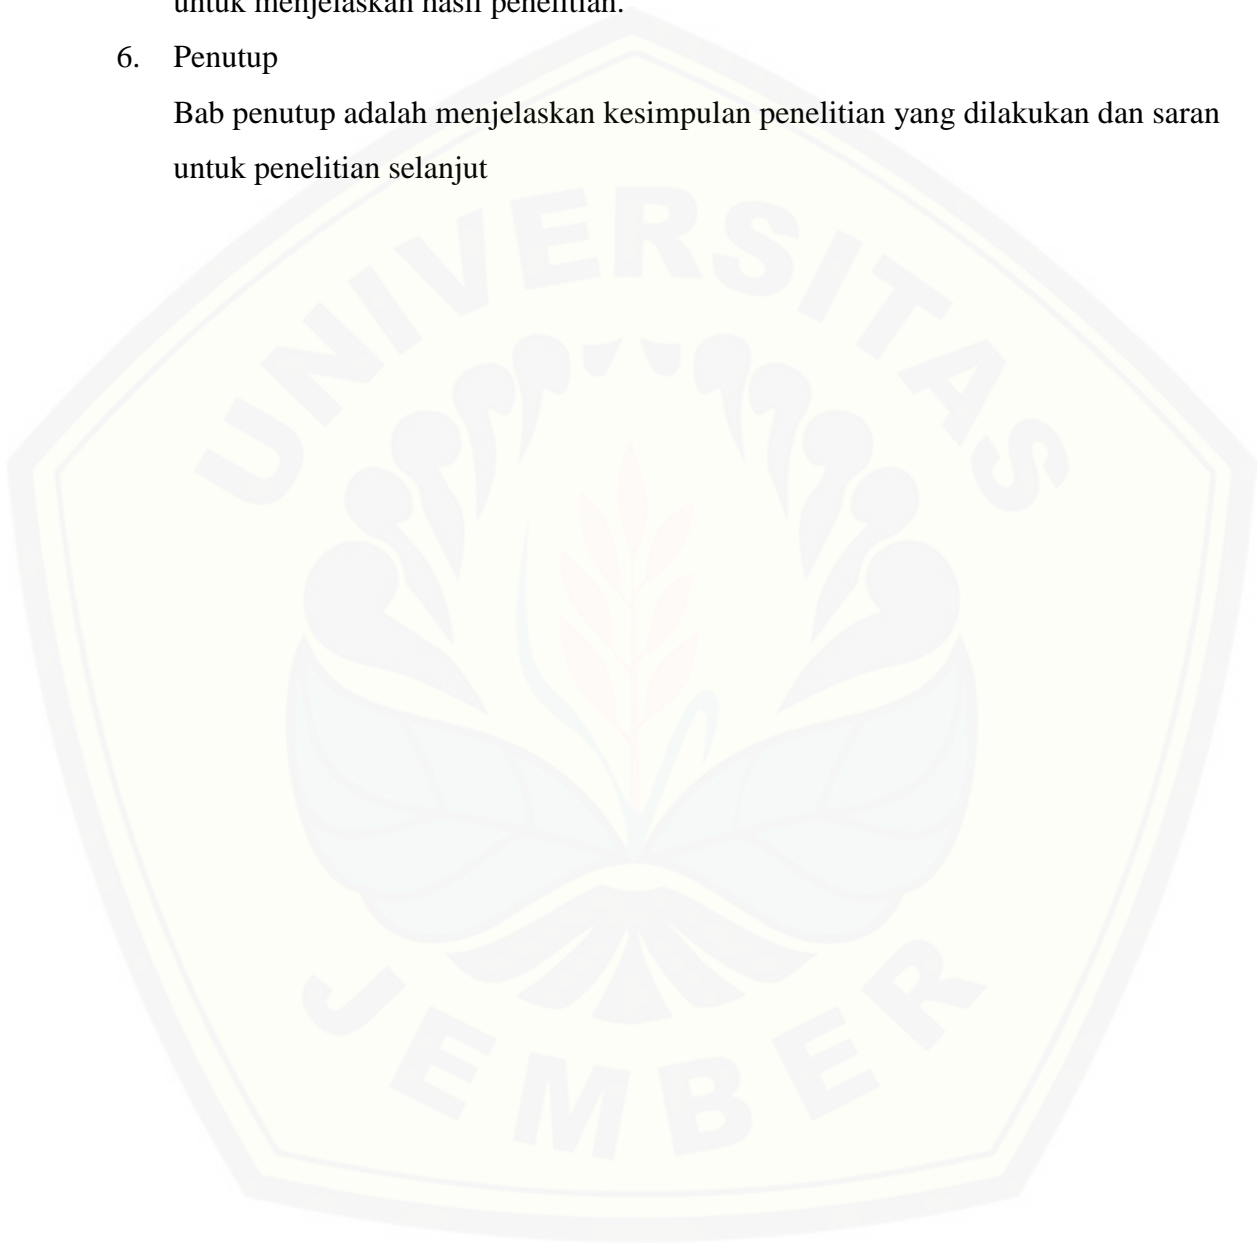 untuk menjelaskan hasil penelitian.
6. Penutup
Bab penutup adalah menjelaskan kesimpulan penelitian yang dilakukan dan saran
untuk penelitian selanjut
UNIVERSITAS
JEMBER